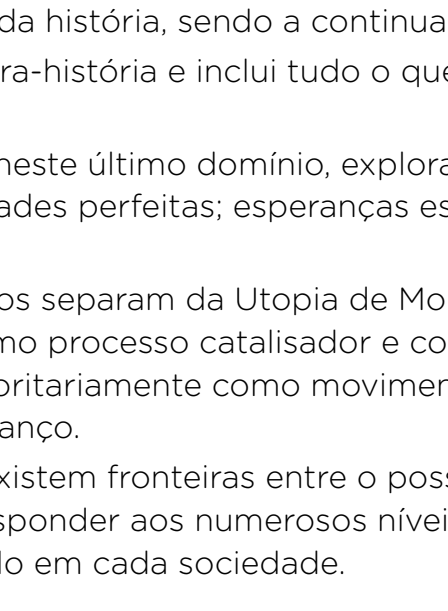 da história, sendo a continua
ra-história e inclui tudo o que
neste último domínio, explora
ades perfeitas; esperanças es
os separam da Utopia de Mo
mo processo catalisador e co
oritariamente como movimen
anço.
xistem fronteiras entre o poss
sponder aos numerosos nívei
do em cada sociedade.